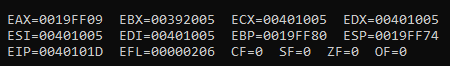 EAX=0019FF09 EBX=00392005 ECX=00401005 EDX=00401005
ESI=00401005 EDI=00401005 EBP=0019FF80 ESP=0019FF74
EIP=0040101D EFL=00000206 CF=0 SF=0 ZF=0 OF=0